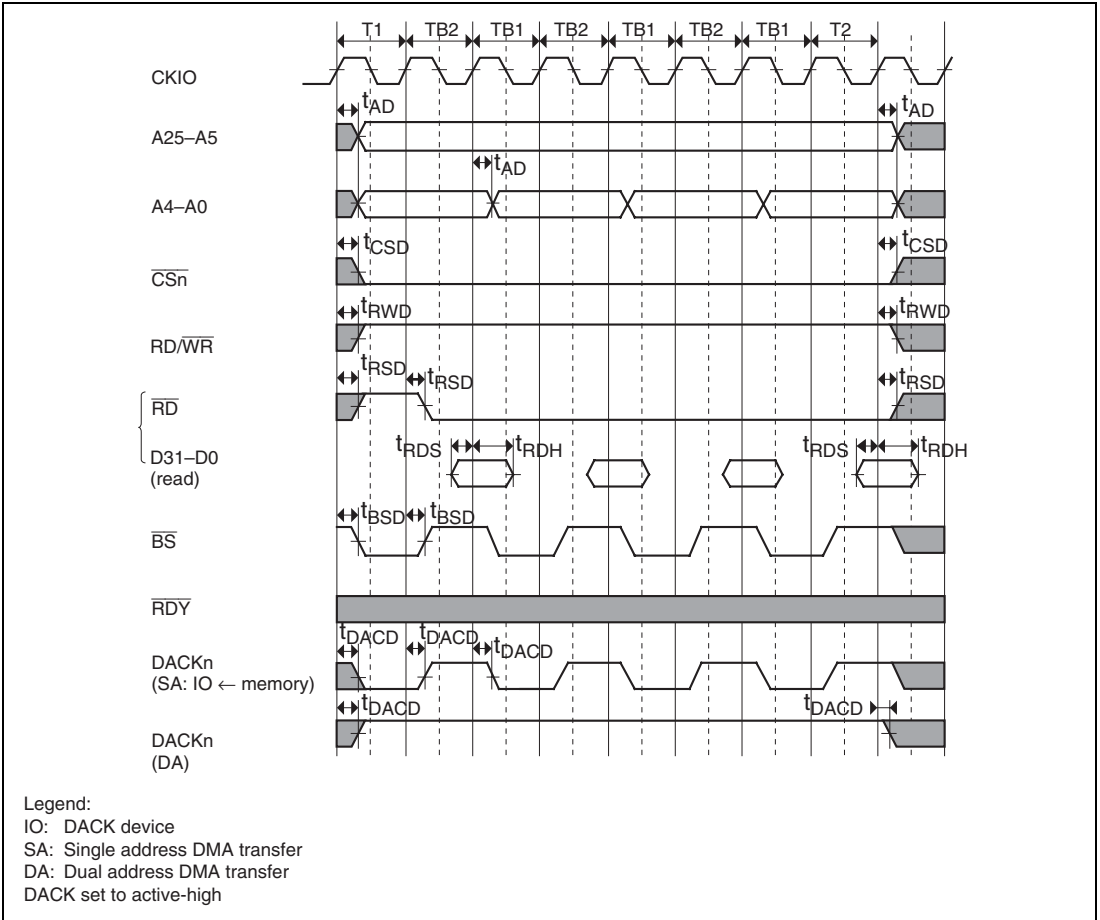 T1 TB2 TB1 TB2 TB1 TB2 TB1 T2
CKIO
tAD tAD
A25–A5
tAD
A4–A0
tCSD tCSD
CSn
tRWD tRWD
RD/WR
tRSD tRSD tRSD
RD
tRDS tRDH tRDS tRDH
D31–D0
(read)
tBSD tBSD
BS
RDY
tDACD tDACD tDACD
DACKn
(SA: IO ← memory)
tDACD tDACD
DACKn
(DA)
Legend:
IO: DACK device
SA: Single address DMA transfer
DA: Dual address DMA transfer
DACK set to active-high